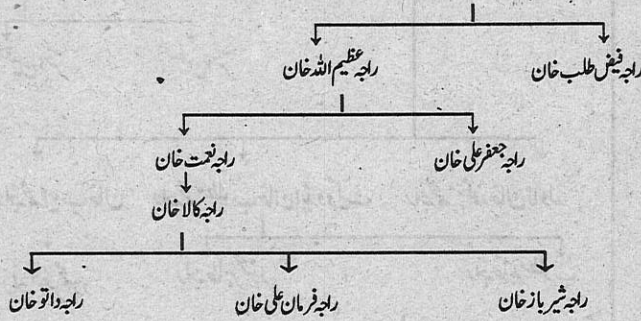 راجہ فیض طلب خان
راجہ عظیم اللہ خان
راجہ جعفر علی خان
راجہ نعمت خان
راجہ کالا خان
راجہ شیر باز خان
راجہ فرمان علی خان
راجہ داتو خان